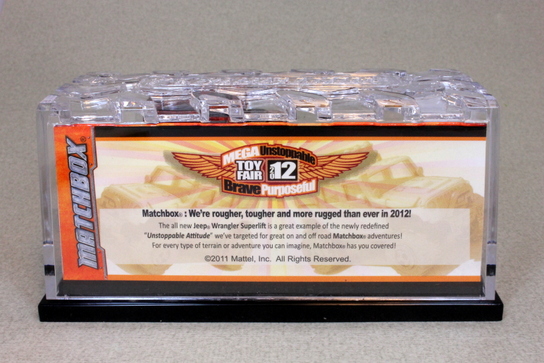 MATCHBOX®
MEGA Unstoppable
TOY FAIR 2012
Brave Purposeful
Matchbox® : We're rougher, tougher and more rugged than ever in 2012!
The all new Jeep® Wrangler Superlift is a great example of the newly redefined
"Unstoppable Attitude" we've targeted for great on and off road Matchbox® adventures!
For every type of terrain or adventure you can imagine, Matchbox® has you covered!
©2011 Mattel, Inc. All Rights Reserved.